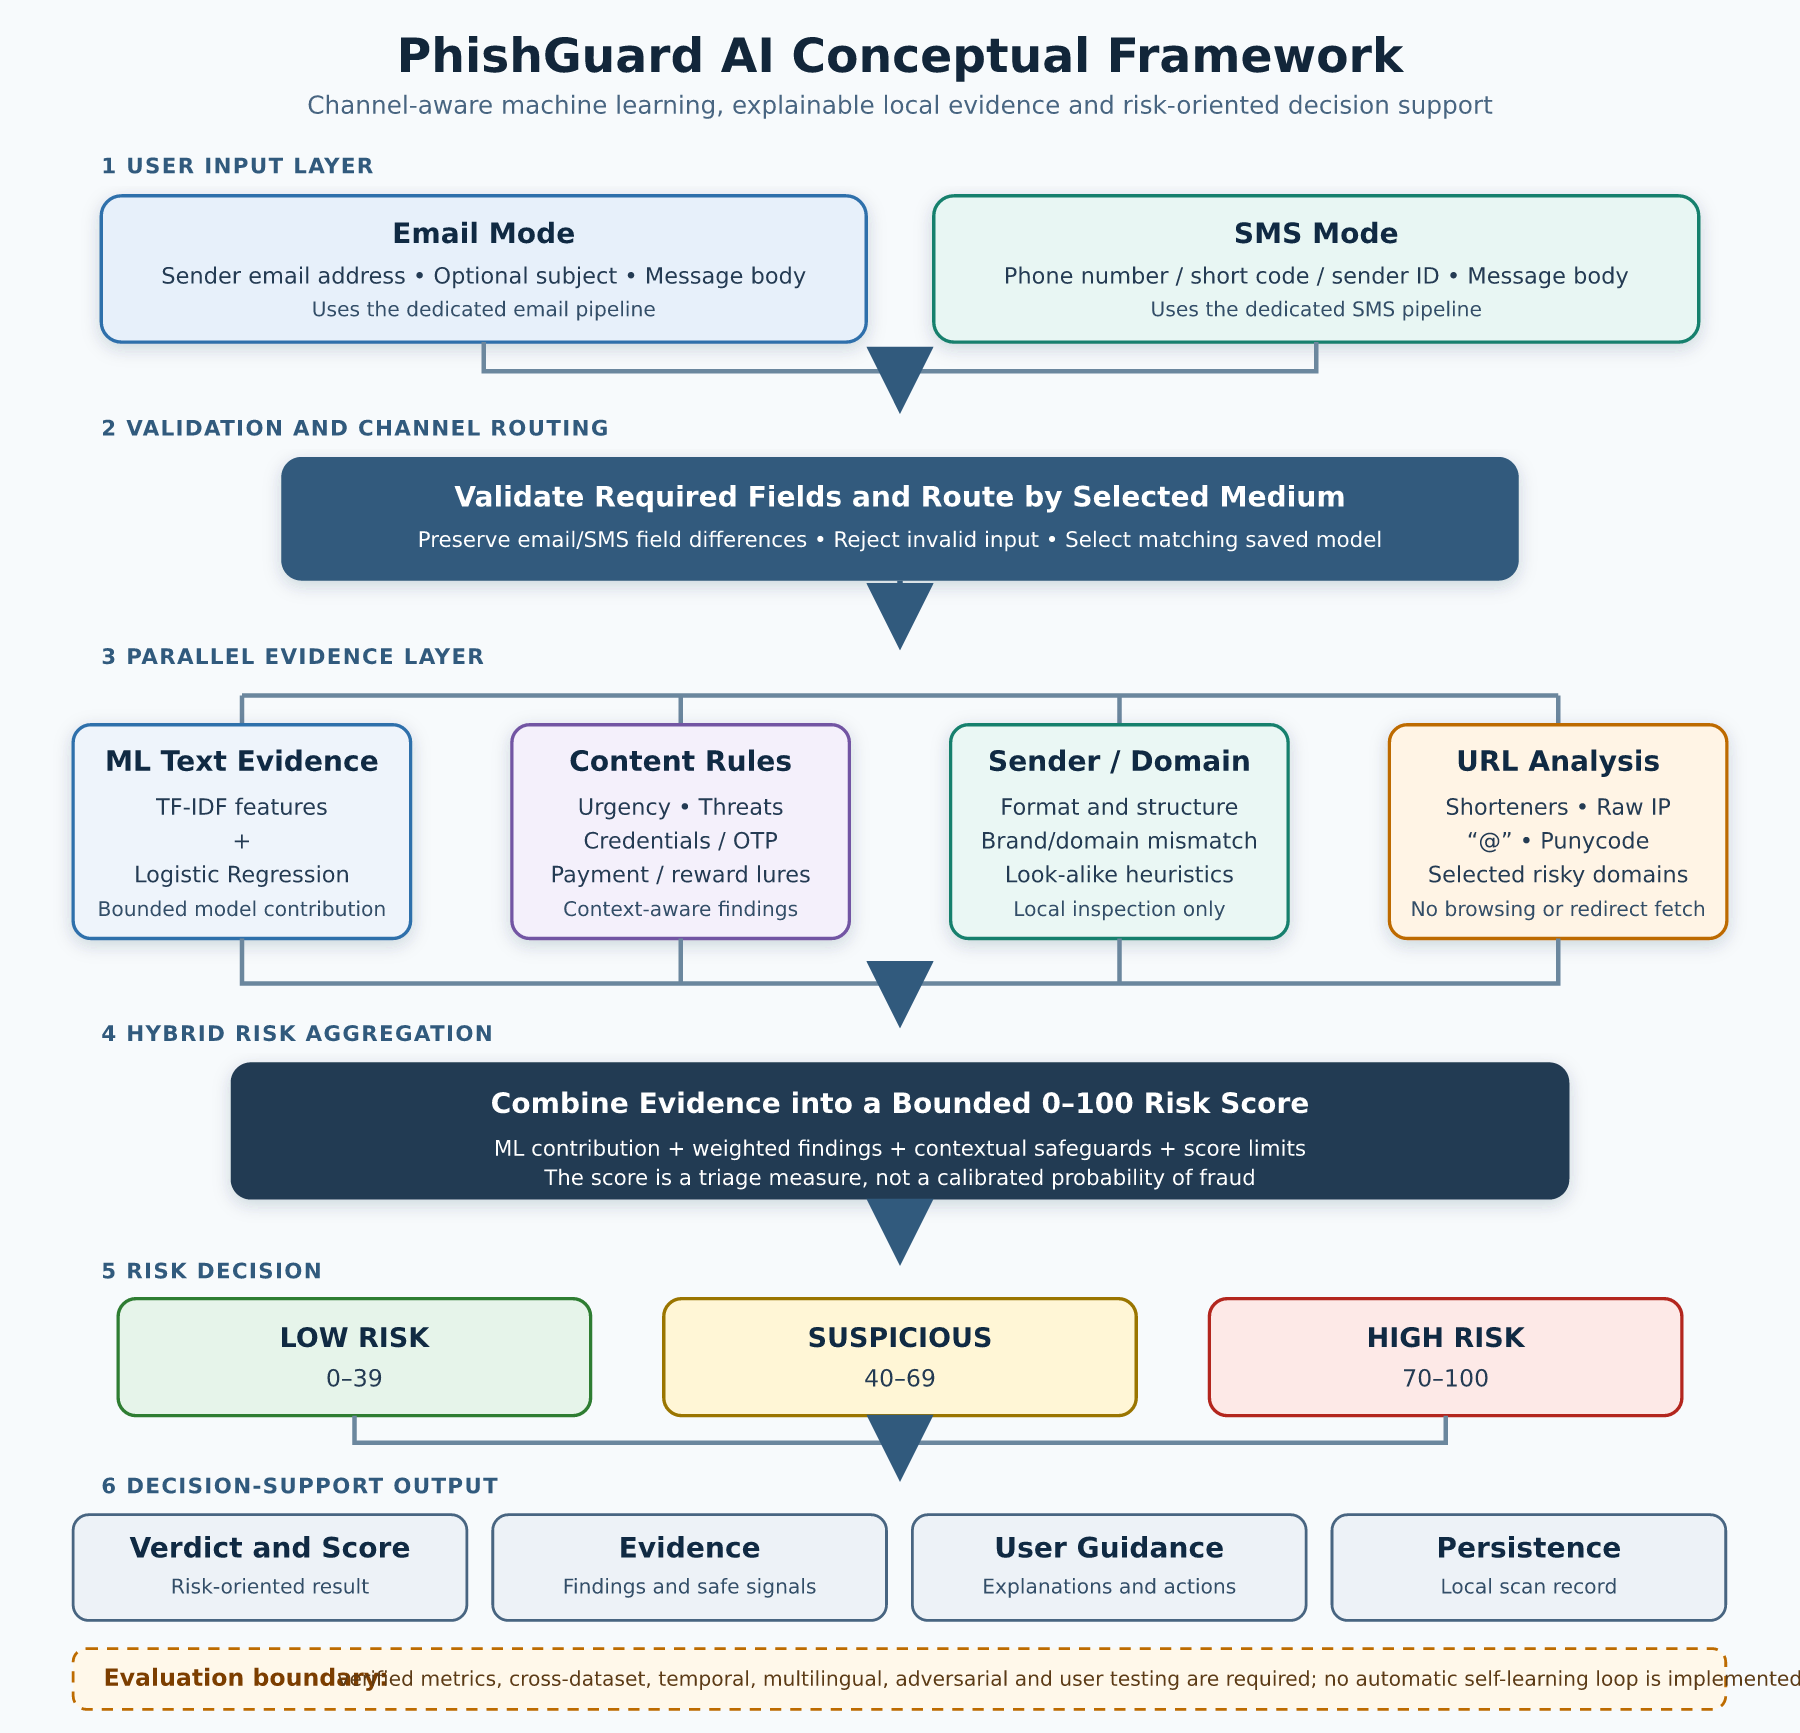 PhishGuard AI Conceptual Framework
Channel-aware machine learning, explainable local evidence and risk-oriented decision support
1 USER INPUT LAYER
Email Mode
Sender email address • Optional subject • Message body
Uses the dedicated email pipeline
SMS Mode
Phone number / short code / sender ID • Message body
Uses the dedicated SMS pipeline
2 VALIDATION AND CHANNEL ROUTING
Validate Required Fields and Route by Selected Medium
Preserve email/SMS field differences • Reject invalid input • Select matching saved model
3 PARALLEL EVIDENCE LAYER
ML Text Evidence
TF-IDF features
+
Logistic Regression
Bounded model contribution
Content Rules
Urgency • Threats
Credentials / OTP
Payment / reward lures
Context-aware findings
Sender / Domain
Format and structure
Brand/domain mismatch
Look-alike heuristics
Local inspection only
URL Analysis
Shorteners • Raw IP
“@” • Punycode
Selected risky domains
No browsing or redirect fetch
4 HYBRID RISK AGGREGATION
Combine Evidence into a Bounded 0–100 Risk Score
ML contribution + weighted findings + contextual safeguards + score limits
The score is a triage measure, not a calibrated probability of fraud
5 RISK DECISION
LOW RISK
0–39
SUSPICIOUS
40–69
HIGH RISK
70–100
6 DECISION-SUPPORT OUTPUT
Verdict and Score
Risk-oriented result
Evidence
Findings and safe signals
User Guidance
Explanations and actions
Persistence
Local scan record
Evaluation boundary: verified metrics, cross-dataset, temporal, multilingual, adversarial and user testing are required; no automatic self-learning loop is implemented